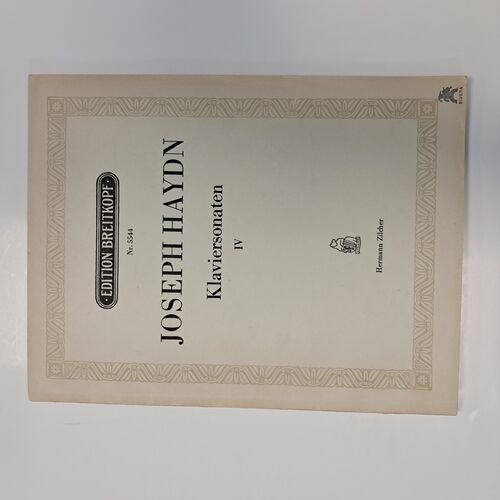 EDITION BREITKOPF
Nr. 5544
JOSEPH HAYDN
Klaviersonaten
IV
Hermann Zilcher